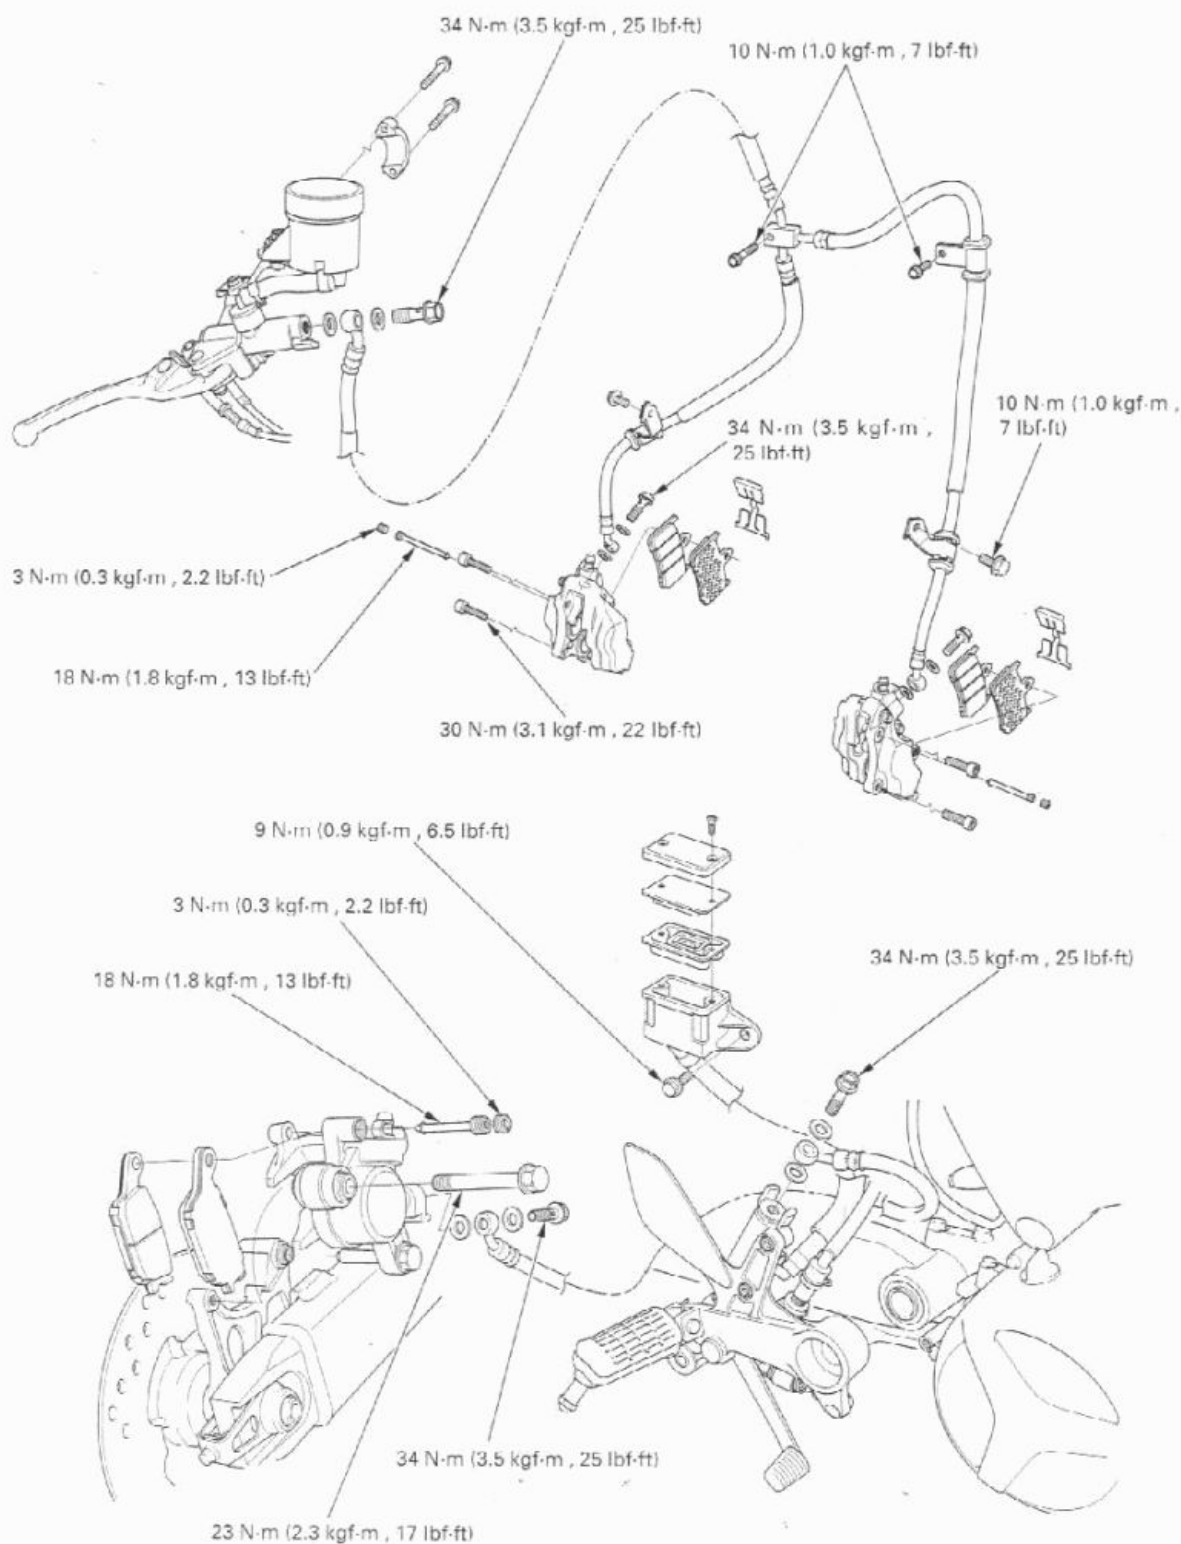 34 N·m (3.5 kgf·m , 25 lbf·ft)
10 N·m (1.0 kgf·m , 7 lbf·ft)
10 N·m (1.0 kgf·m ,
7 lbf·ft)
34 N·m (3.5 kgf·m ,
25 lbf·ft)
3 N·m (0.3 kgf·m , 2.2 lbf·ft)
18 N·m (1.8 kgf·m , 13 lbf·ft)
30 N·m (3.1 kgf·m , 22 lbf·ft)
9 N·m (0.9 kgf·m , 6.5 lbf·ft)
3 N·m (0.3 kgf·m , 2.2 lbf·ft)
34 N·m (3.5 kgf·m , 25 lbf·ft)
18 N·m (1.8 kgf·m , 13 lbf·ft)
34 N·m (3.5 kgf·m , 25 lbf·ft)
23 N·m (2.3 kgf·m , 17 lbf·ft)